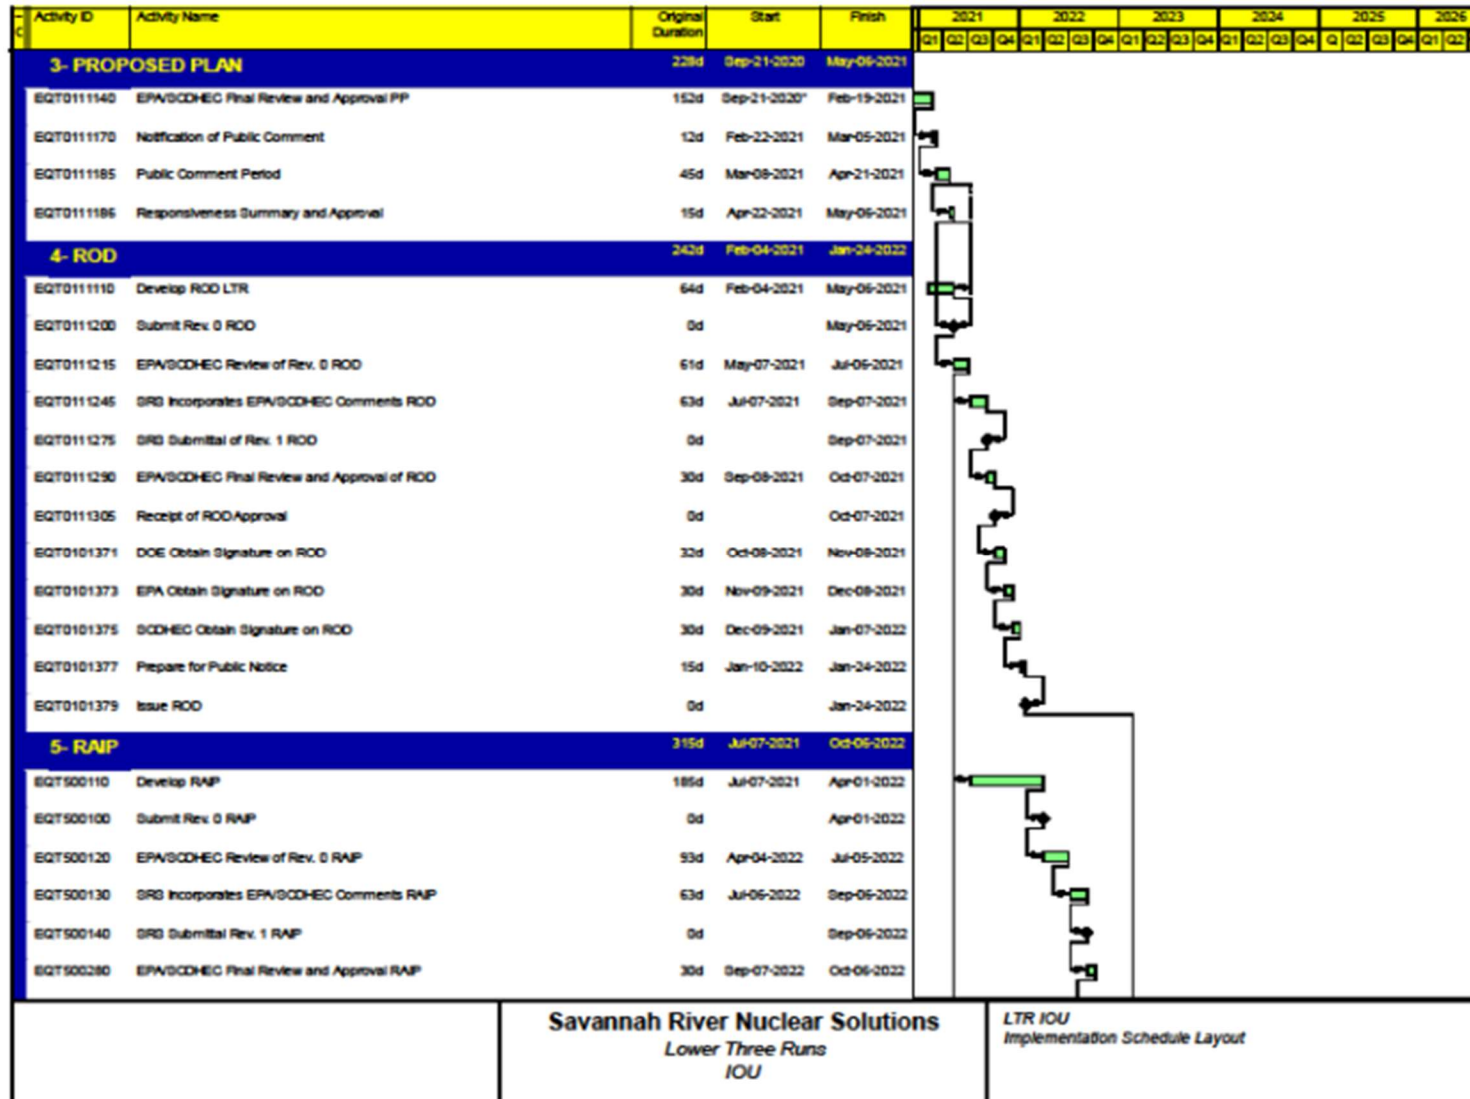 Activity ID Activity Name Original Duration Start Finish 2021 2022 2023 2024 2025 2026
Q1 Q2 Q3 Q4 Q1 Q2 Q3 Q4 Q1 Q2 Q3 Q4 Q1 Q2 Q3 Q4 Q Q2 Q3 Q4 Q1 Q2
3- PROPOSED PLAN 228d Sep-21-2020 May-06-2021
EQT0111140 EPA/SCDHEC Final Review and Approval PP 152d Sep-21-2020* Feb-19-2021
EQT0111170 Notification of Public Comment 12d Feb-22-2021 Mar-05-2021
EQT0111185 Public Comment Period 45d Mar-08-2021 Apr-21-2021
EQT0111186 Responsiveness Summary and Approval 15d Apr-22-2021 May-06-2021
4- ROD 242d Feb-04-2021 Jan-24-2022
EQT0111110 Develop ROD LTR 64d Feb-04-2021 May-06-2021
EQT0111200 Submit Rev. 0 ROD 0d May-06-2021
EQT0111215 EPA/SCDHEC Review of Rev. 0 ROD 61d May-07-2021 Jul-06-2021
EQT0111245 SRS Incorporates EPA/SCDHEC Comments ROD 63d Jul-07-2021 Sep-07-2021
EQT0111275 SRS Submittal of Rev. 1 ROD 0d Sep-07-2021
EQT0111290 EPA/SCDHEC Final Review and Approval of ROD 30d Sep-08-2021 Oct-07-2021
EQT0111305 Receipt of ROD Approval 0d Oct-07-2021
EQT0101371 DOE Obtain Signature on ROD 32d Oct-08-2021 Nov-08-2021
EQT0101373 EPA Obtain Signature on ROD 30d Nov-09-2021 Dec-08-2021
EQT0101375 SCDHEC Obtain Signature on ROD 30d Dec-09-2021 Jan-07-2022
EQT0101377 Prepare for Public Notice 15d Jan-10-2022 Jan-24-2022
EQT0101379 Issue ROD 0d Jan-24-2022
5- RAIP 315d Jul-07-2021 Oct-06-2022
EQT500110 Develop RAIP 185d Jul-07-2021 Apr-01-2022
EQT500100 Submit Rev. 0 RAIP 0d Apr-01-2022
EQT500120 EPA/SCDHEC Review of Rev. 0 RAIP 93d Apr-04-2022 Jul-05-2022
EQT500130 SRS Incorporates EPA/SCDHEC Comments RAIP 63d Jul-06-2022 Sep-06-2022
EQT500140 SRS Submittal Rev. 1 RAIP 0d Sep-06-2022
EQT500280 EPA/SCDHEC Final Review and Approval RAIP 30d Sep-07-2022 Oct-06-2022
Savannah River Nuclear Solutions
Lower Three Runs
IOU
LTR IOU
Implementation Schedule Layout